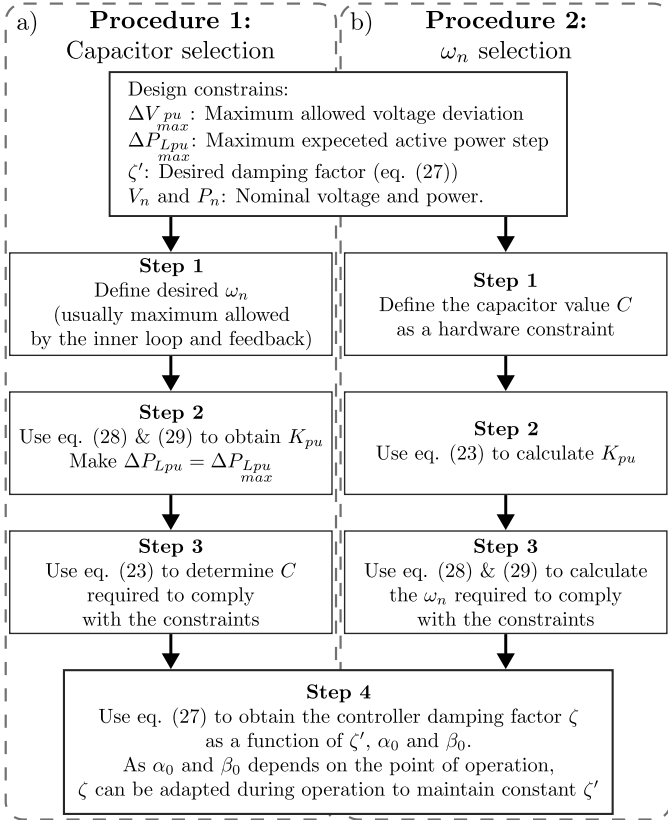 a) Procedure 1:
Capacitor selection
b) Procedure 2:
ωₙ selection
Design constrains:
ΔV pu max : Maximum allowed voltage deviation
ΔP Lpu max : Maximum expeceted active power step
ζ′: Desired damping factor (eq. (27))
Vₙ and Pₙ: Nominal voltage and power.
Step 1
Define desired ωₙ
(usually maximum allowed
by the inner loop and feedback)
Step 2
Use eq. (28) & (29) to obtain K_pu
Make ΔP_Lpu = ΔP Lpu max
Step 3
Use eq. (23) to determine C
required to comply
with the constraints
Step 1
Define the capacitor value C
as a hardware constraint
Step 2
Use eq. (23) to calculate K_pu
Step 3
Use eq. (28) & (29) to calculate
the ωₙ required to comply
with the constraints
Step 4
Use eq. (27) to obtain the controller damping factor ζ
as a function of ζ′, α₀ and β₀.
As α₀ and β₀ depends on the point of operation,
ζ can be adapted during operation to maintain constant ζ′